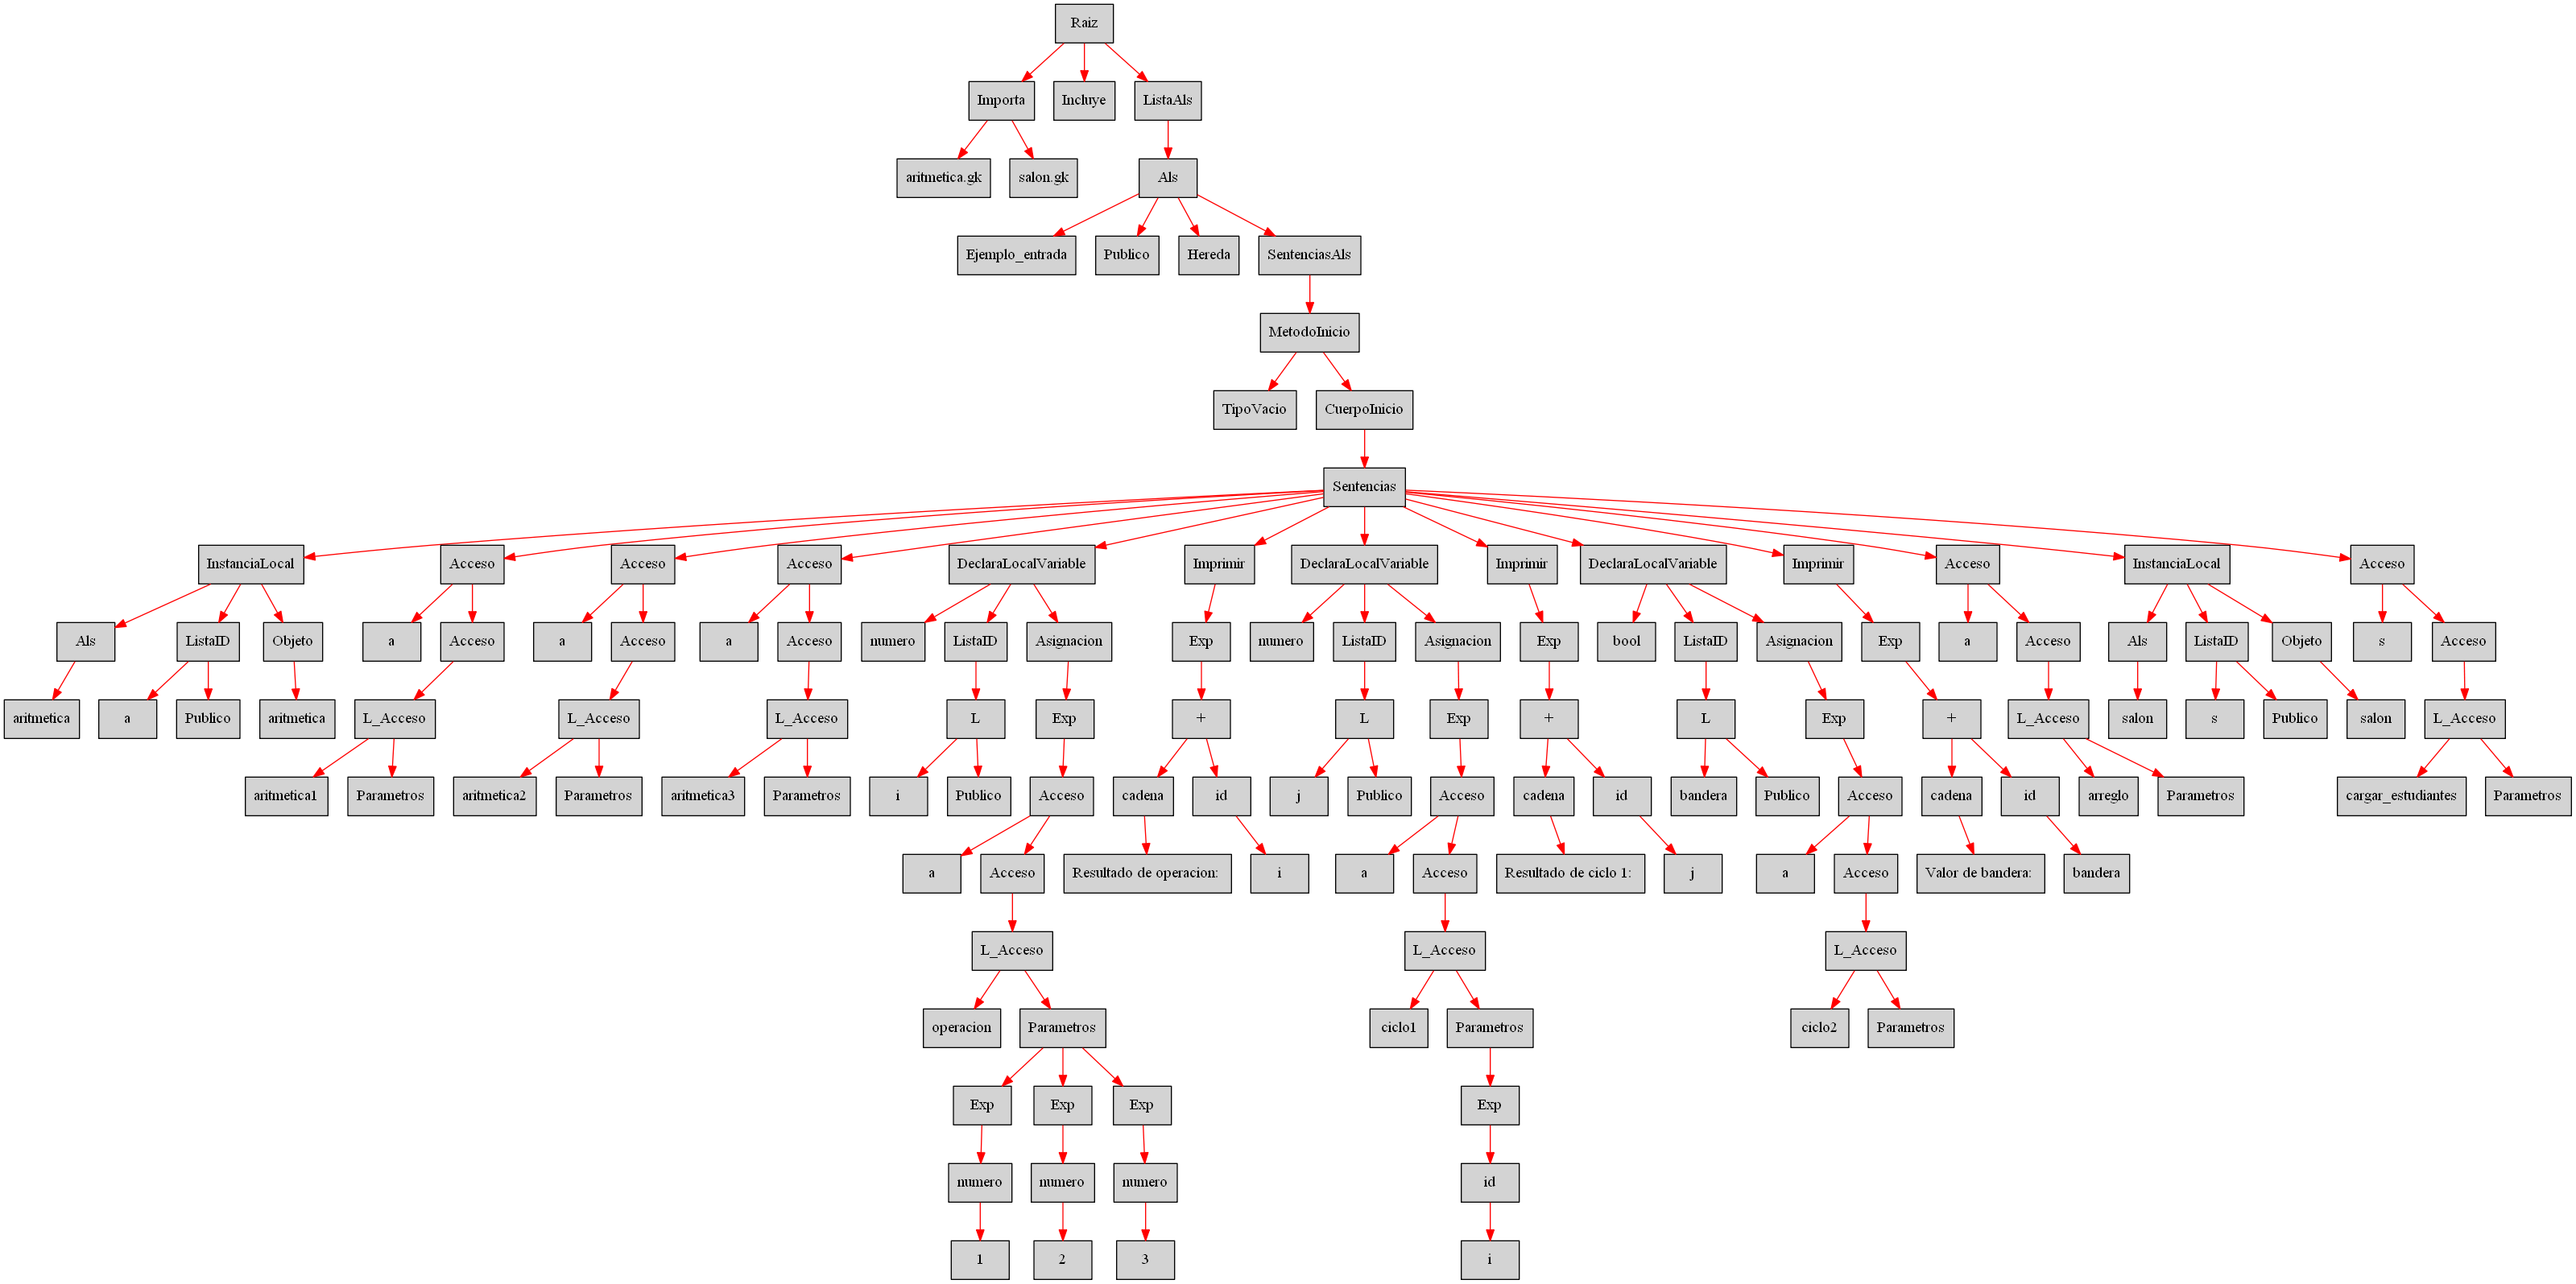 Raiz
Importa
Incluye
ListaAls
aritmetica.gk
salon.gk
Als
Ejemplo_entrada
Publico
Hereda
SentenciasAls
MetodoInicio
TipoVacio
CuerpoInicio
Sentencias
InstanciaLocal
Acceso
Acceso
Acceso
DeclaraLocalVariable
Imprimir
DeclaraLocalVariable
Imprimir
DeclaraLocalVariable
Imprimir
Acceso
InstanciaLocal
Acceso
Als
ListaID
Objeto
a
Acceso
a
Acceso
a
Acceso
numero
ListaID
Asignacion
Exp
numero
ListaID
Asignacion
Exp
bool
ListaID
Asignacion
Exp
a
Acceso
Als
ListaID
Objeto
s
Acceso
aritmetica
a
Publico
aritmetica
L_Acceso
L_Acceso
L_Acceso
L
Exp
+
L
Exp
+
L
Exp
+
L_Acceso
salon
s
Publico
salon
L_Acceso
aritmetica1
Parametros
aritmetica2
Parametros
aritmetica3
Parametros
i
Publico
Acceso
cadena
id
j
Publico
Acceso
cadena
id
bandera
Publico
Acceso
cadena
id
arreglo
Parametros
cargar_estudiantes
Parametros
a
Acceso
Resultado de operacion:
i
a
Acceso
Resultado de ciclo 1:
j
a
Acceso
Valor de bandera:
bandera
L_Acceso
L_Acceso
L_Acceso
operacion
Parametros
ciclo1
Parametros
ciclo2
Parametros
Exp
Exp
Exp
Exp
numero
numero
numero
id
1
2
3
i